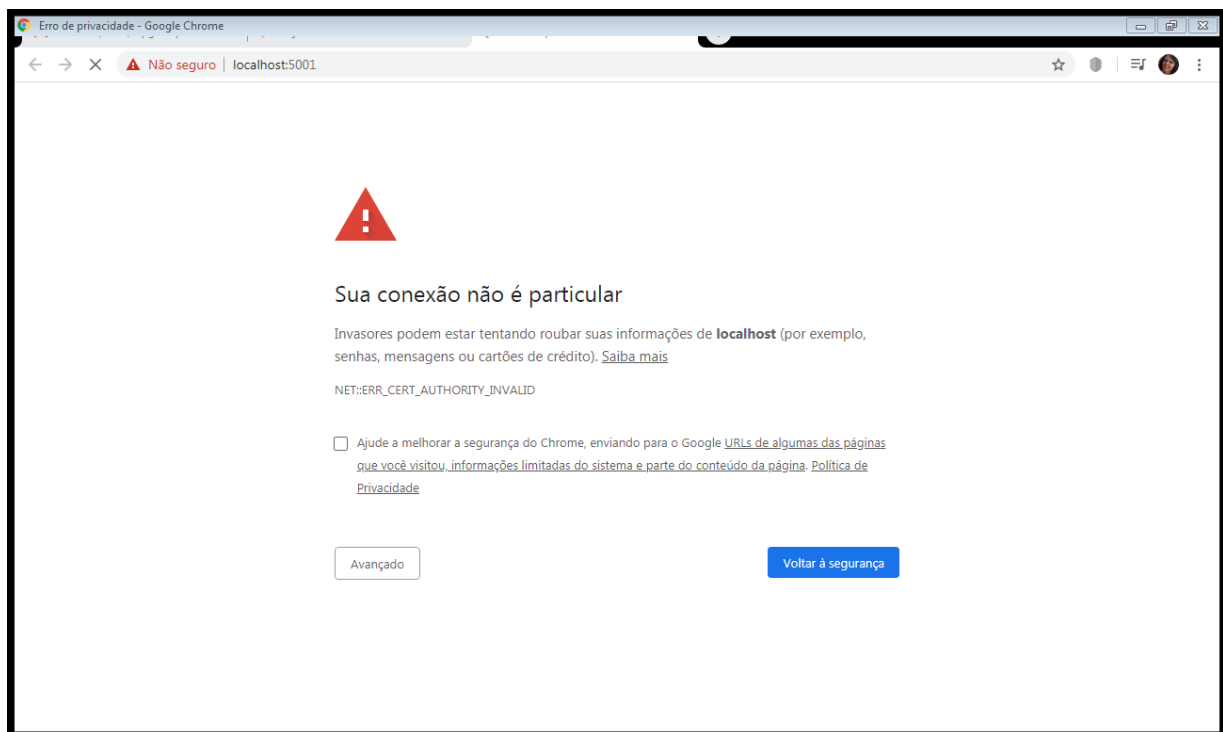 Erro de privacidade - Google Chrome
Não seguro | localhost:5001
Sua conexão não é particular
Invasores podem estar tentando roubar suas informações de localhost (por exemplo,
senhas, mensagens ou cartões de crédito). Saiba mais
NET::ERR_CERT_AUTHORITY_INVALID
Ajude a melhorar a segurança do Chrome, enviando para o Google URLs de algumas das páginas
que você visitou, informações limitadas do sistema e parte do conteúdo da página. Política de
Privacidade
Avançado
Voltar à segurança